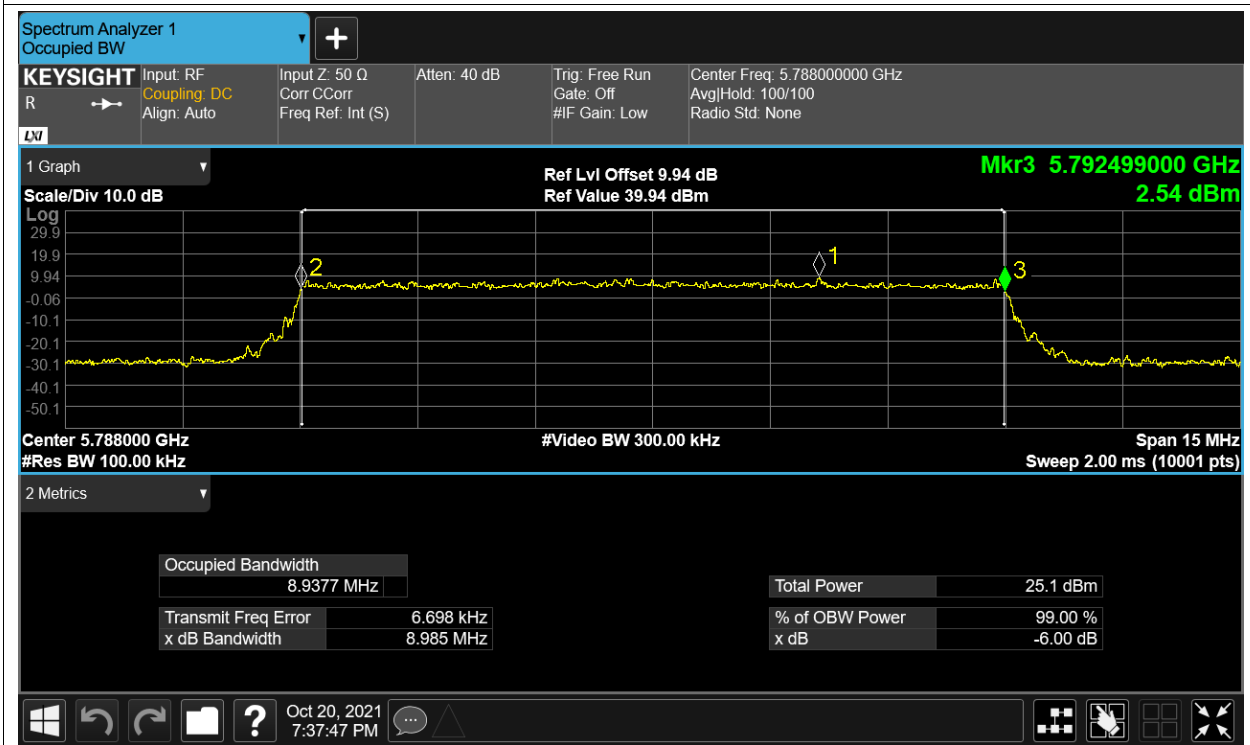 Spectrum Analyzer 1
Occupied BW
+
KEYSIGHT
R
LXI
Input: RF
Coupling: DC
Align: Auto
Input Z: 50 Ω
Corr CCorr
Freq Ref: Int (S)
Atten: 40 dB
Trig: Free Run
Gate: Off
#IF Gain: Low
Center Freq: 5.788000000 GHz
Avg|Hold: 100/100
Radio Std: None
1 Graph
Scale/Div 10.0 dB
Ref Lvl Offset 9.94 dB
Ref Value 39.94 dBm
Mkr3 5.792499000 GHz
2.54 dBm
Log
29.9
19.9
9.94
-0.06
-10.1
-20.1
-30.1
-40.1
-50.1
2
1
3
Center 5.788000 GHz
#Video BW 300.00 kHz
Span 15 MHz
#Res BW 100.00 kHz
Sweep 2.00 ms (10001 pts)
2 Metrics
Occupied Bandwidth
8.9377 MHz
Total Power 25.1 dBm
Transmit Freq Error 6.698 kHz
% of OBW Power 99.00 %
x dB Bandwidth 8.985 MHz
x dB -6.00 dB
?
Oct 20, 2021
7:37:47 PM